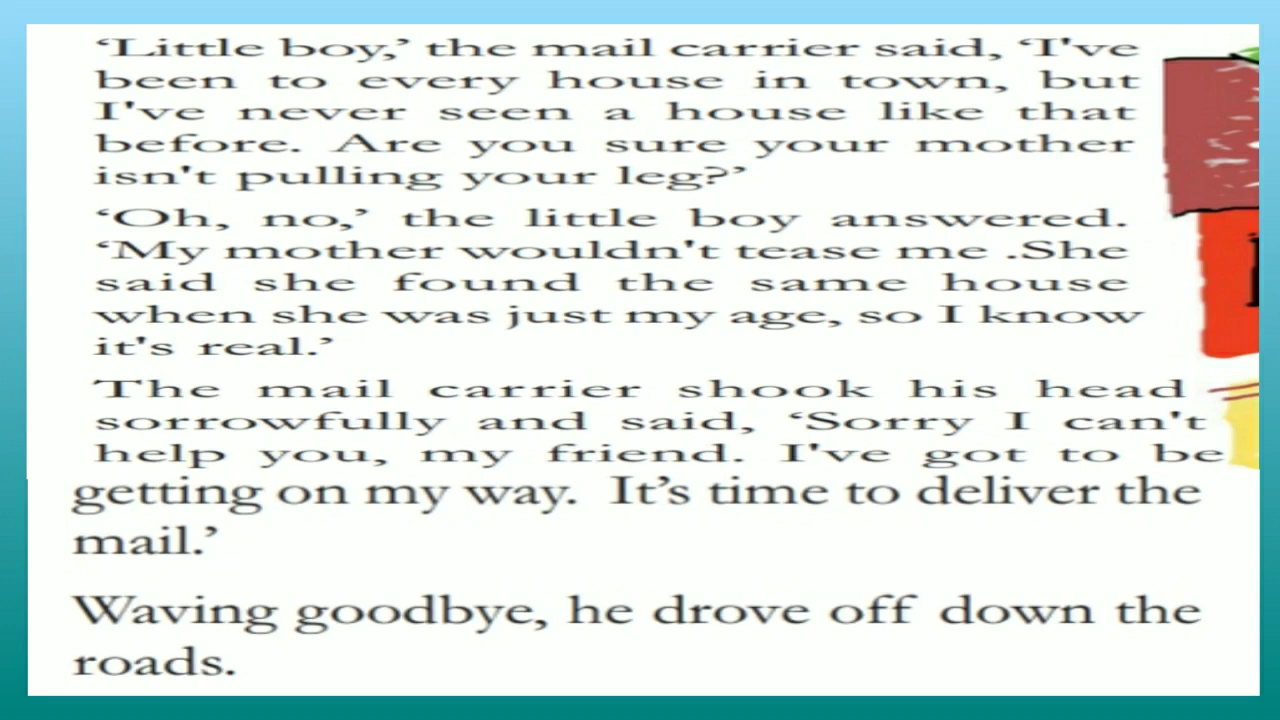 ‘Little boy,’ the mail carrier said, ‘I've
been to every house in town, but
I've never seen a house like that
before. Are you sure your mother
isn't pulling your leg?’
‘Oh, no,’ the little boy answered.
‘My mother wouldn't tease me .She
said she found the same house
when she was just my age, so I know
it's real.’
The mail carrier shook his head
sorrowfully and said, ‘Sorry I can't
help you, my friend. I've got to be
getting on my way. It’s time to deliver the
mail.’
Waving goodbye, he drove off down the
roads.